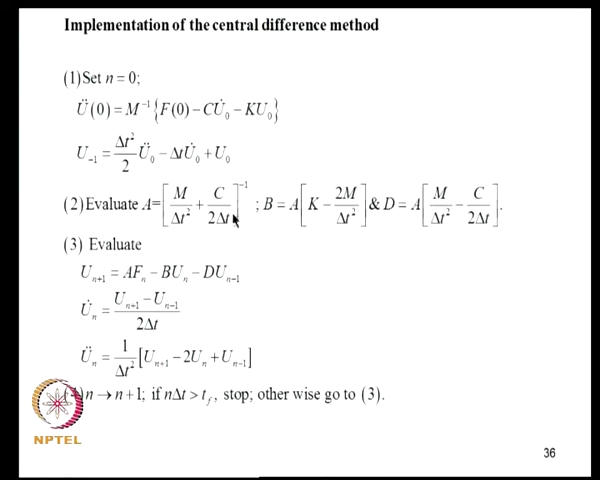 Implementation of the central difference method
(1) Set n = 0;
Ü(0) = M⁻¹{F(0) − CU̇₀ − KU₀}
U₋₁ = Δt²/2 Ü₀ − ΔtU̇₀ + U₀
(2) Evaluate A=[M/Δt² + C/2Δt]⁻¹ ; B = A[K − 2M/Δt²] & D = A[M/Δt² − C/2Δt].
(3) Evaluate
Uₙ₊₁ = AFₙ − BUₙ − DUₙ₋₁
U̇ₙ = (Uₙ₊₁ − Uₙ₋₁)/2Δt
Üₙ = 1/Δt² [Uₙ₊₁ − 2Uₙ + Uₙ₋₁]
n → n+1; if nΔt > t_f, stop; other wise go to (3).
NPTEL
36